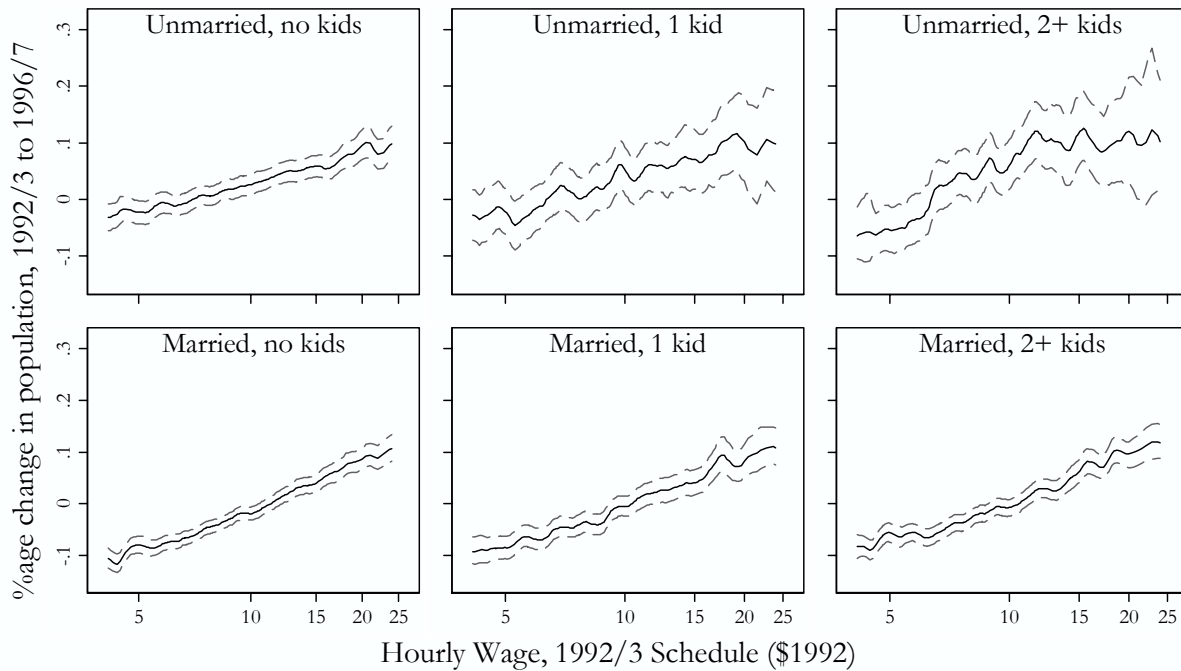 %age change in population, 1992/3 to 1996/7
Unmarried, no kids
Unmarried, 1 kid
Unmarried, 2+ kids
.3
.2
.1
0
-.1
Married, no kids
Married, 1 kid
Married, 2+ kids
.3
.2
.1
0
-.1
5 10 15 20 25
5 10 15 20 25
5 10 15 20 25
Hourly Wage, 1992/3 Schedule ($1992)